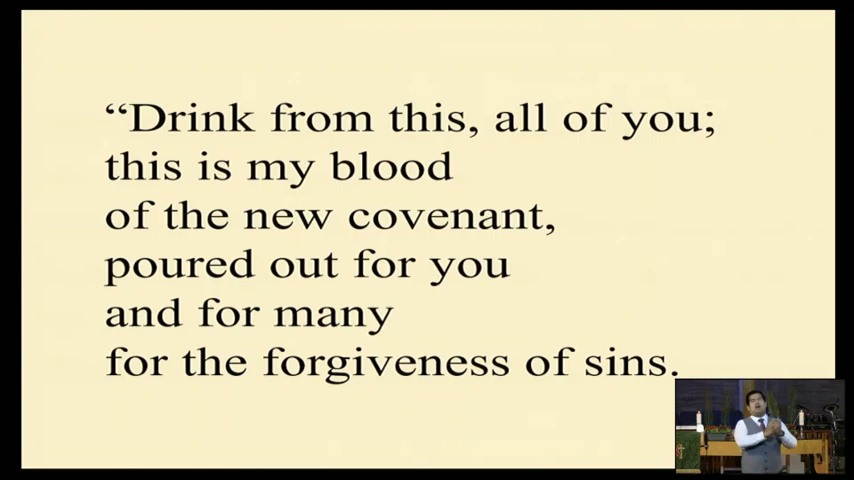 “Drink from this, all of you;
this is my blood
of the new covenant,
poured out for you
and for many
for the forgiveness of sins.